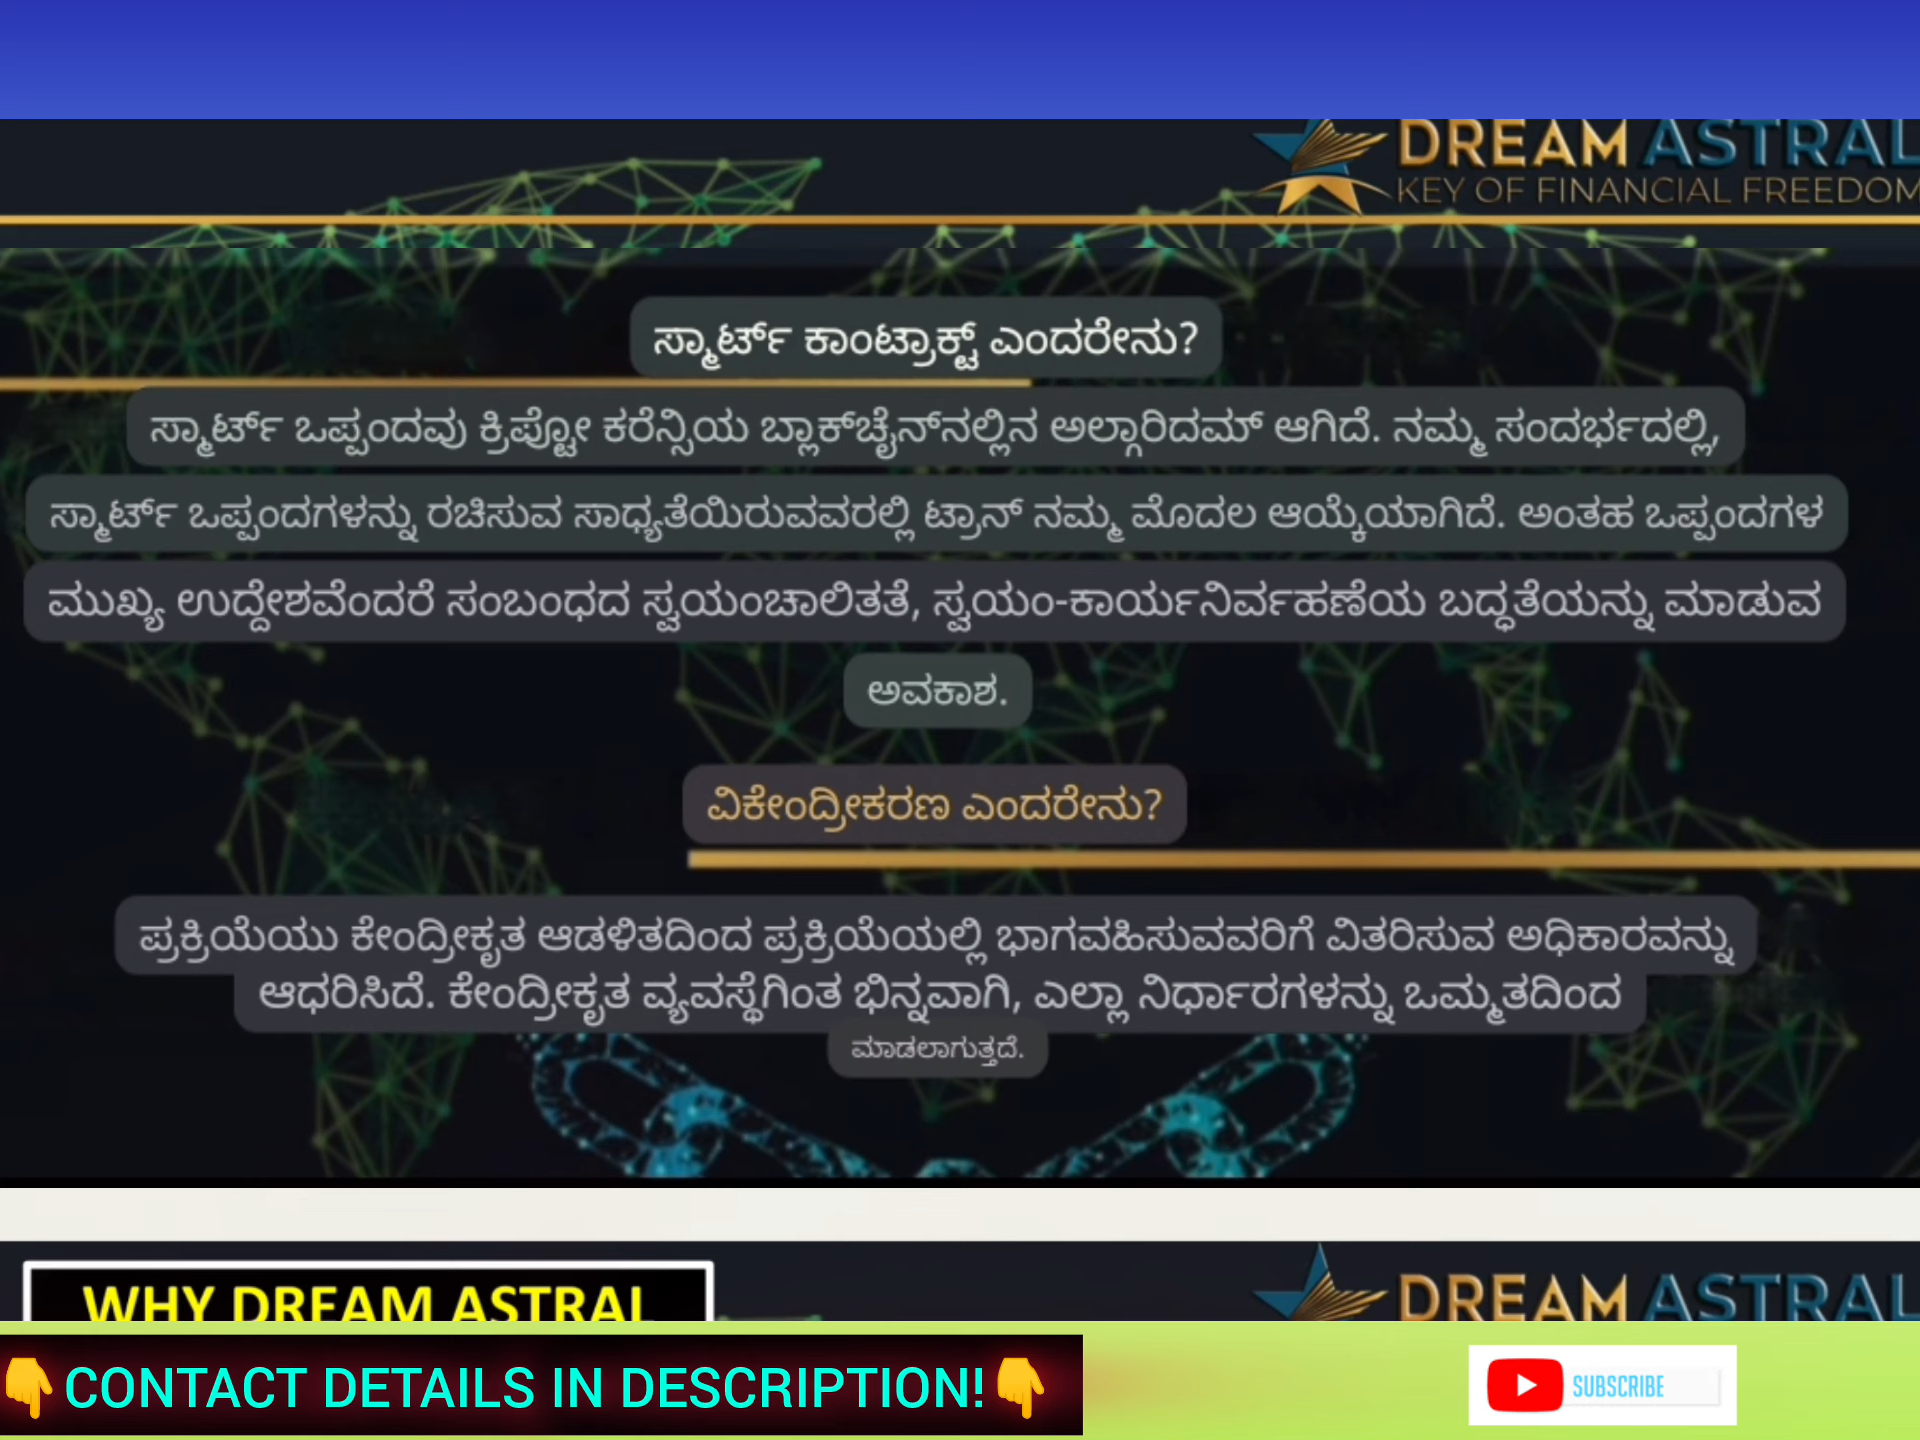 DREAM ASTRAL
KEY OF FINANCIAL FREEDOM
ಸ್ಮಾರ್ಟ್ ಕಾಂಟ್ರಾಕ್ಟ್ ಎಂದರೇನು?
ಸ್ಮಾರ್ಟ್ ಒಪ್ಪಂದವು ಕ್ರಿಪ್ಟೋ ಕರೆನ್ಸಿಯ ಬ್ಲಾಕ್‌ಚೈನ್‌ನಲ್ಲಿನ ಅಲ್ಗಾರಿದಮ್ ಆಗಿದೆ. ನಮ್ಮ ಸಂದರ್ಭದಲ್ಲಿ,
ಸ್ಮಾರ್ಟ್ ಒಪ್ಪಂದಗಳನ್ನು ರಚಿಸುವ ಸಾಧ್ಯತೆಯಿರುವವರಲ್ಲಿ ಟ್ರಾನ್ ನಮ್ಮ ಮೊದಲ ಆಯ್ಕೆಯಾಗಿದೆ. ಅಂತಹ ಒಪ್ಪಂದಗಳ
ಮುಖ್ಯ ಉದ್ದೇಶವೆಂದರೆ ಸಂಬಂಧದ ಸ್ವಯಂಚಾಲಿತತೆ, ಸ್ವಯಂ-ಕಾರ್ಯನಿರ್ವಹಣೆಯ ಬದ್ಧತೆಯನ್ನು ಮಾಡುವ
ಅವಕಾಶ.
ವಿಕೇಂದ್ರೀಕರಣ ಎಂದರೇನು?
ಪ್ರಕ್ರಿಯೆಯು ಕೇಂದ್ರೀಕೃತ ಆಡಳಿತದಿಂದ ಪ್ರಕ್ರಿಯೆಯಲ್ಲಿ ಭಾಗವಹಿಸುವವರಿಗೆ ವಿತರಿಸುವ ಅಧಿಕಾರವನ್ನು
ಆಧರಿಸಿದೆ. ಕೇಂದ್ರೀಕೃತ ವ್ಯವಸ್ಥೆಗಿಂತ ಭಿನ್ನವಾಗಿ, ಎಲ್ಲಾ ನಿರ್ಧಾರಗಳನ್ನು ಒಮ್ಮತದಿಂದ
ಮಾಡಲಾಗುತ್ತದೆ.
WHY DREAM ASTRAL
DREAM ASTRAL
👇CONTACT DETAILS IN DESCRIPTION!👇
SUBSCRIBE